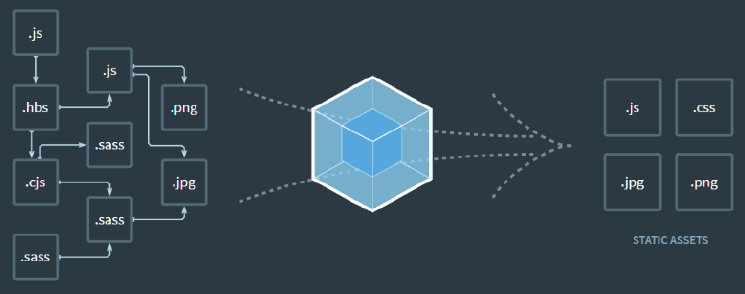 .js
.js
.hbs
.png
.sass
.cjs
.jpg
.sass
.sass
.js
.css
.jpg
.png
STATIC ASSETS